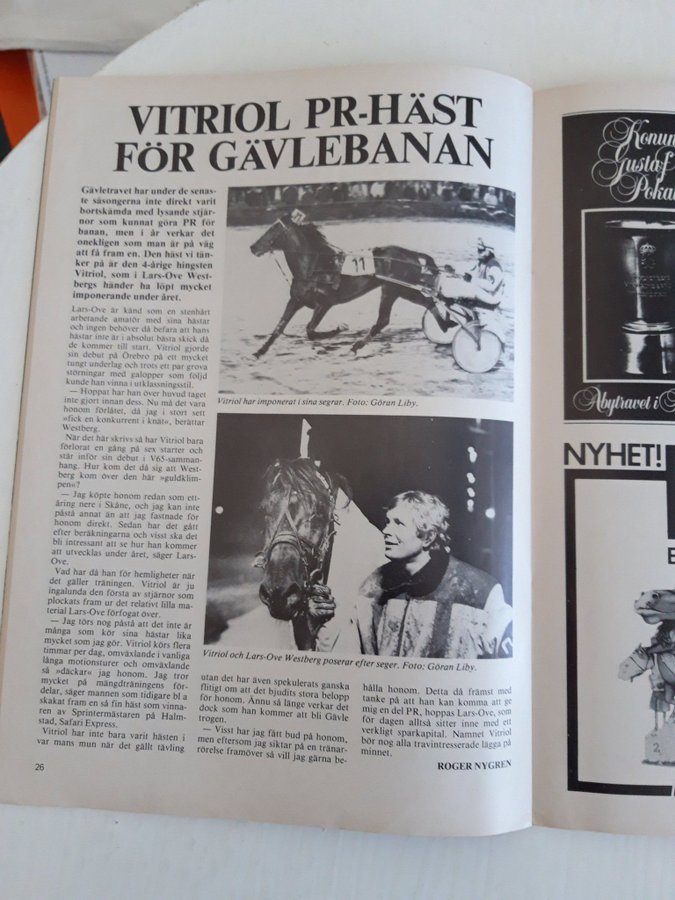 VITRIOL PR-HÄST
FÖR GÄVLEBANAN
Gävletravet har under de senas-
te säsongerna inte direkt varit
bortskämda med lysande stjär-
nor som kunnat göra PR för
banan, men i år verkar det
onekligen som man är på väg
att få fram en. Den häst vi tän-
ker på är den 4-årige hingsten
Vitriol, som i Lars-Ove West-
bergs händer ha löpt mycket
imponerande under året.
Lars-Ove är känd som en stenhårt
arbetande amatör med sina hästar
och ingen behöver då befara att hans
hästar inte är i absolut bästa skick då
de kommer till start. Vitriol gjorde
sin debut på Örebro på ett mycket
tungt underlag och trots ett par grova
störningar med galopper som följd
kunde han vinna i utklassningsstil.
— Hoppat har han över huvud taget
inte gjort innan dess. Nu må det vara
honom förlåtet, då jag i stort sett
»fick en konkurrent i knät», berättar
Westberg.
När det här skrivs så har Vitriol bara
förlorat en gång på sex starter och
står inför sin debut i V65-samman-
hang. Hur kom det då sig att West-
berg kom över den här »guldklim-
pen»?
— Jag köpte honom redan som ett-
åring nere i Skåne, och jag kan inte
påstå annat än att jag fastnade för
honom direkt. Sedan har det gått
efter beräkningarna och visst ska det
bli intressant att se hur han kommer
att utvecklas under året, säger Lars-
Ove.
Vad har då han för hemligheter när
det gäller träningen. Vitriol är ju
ingalunda den första av stjärnor som
plockats fram ur det relativt lilla ma-
terial Lars-Ove förfogat över.
— Jag törs nog påstå att det inte är
många som kör sina hästar lika
mycket som jag gör. Vitriol körs flera
timmar per dag, omväxlande i vanliga
långa motionsturer och omväxlande
så »däckar» jag honom. Jag tror
mycket på mängdträningens för-
delar, säger mannen som tidigare bl a
skakat fram en så fin häst som vinna-
ren av Sprintermästaren på Halm-
stad, Safari Express.
Vitriol har inte bara varit hästen i
var mans mun när det gällt tävling
11
Vitriol har imponerat i sina segrar. Foto: Göran Liby.
Vitriol och Lars-Ove Westberg poserar efter seger. Foto: Göran Liby.
utan det har även spekulerats ganska
flitigt om att det bjudits stora belopp
för honom. Ännu så länge verkar det
dock som han kommer att bli Gävle
trogen.
— Visst har jag fått bud på honom,
men eftersom jag siktar på en tränar-
rörelse framöver så vill jag gärna be-
hålla honom. Detta då främst med
tanke på att han kan komma att ge
mig en del PR, hoppas Lars-Ove, som
för dagen alltså sitter inne med ett
verkligt sparkapital. Namnet Vitriol
bör nog alla travintresserade lägga på
minnet.
ROGER NYGREN
26
Gustaf
Åbytravet i
NYHET!
2